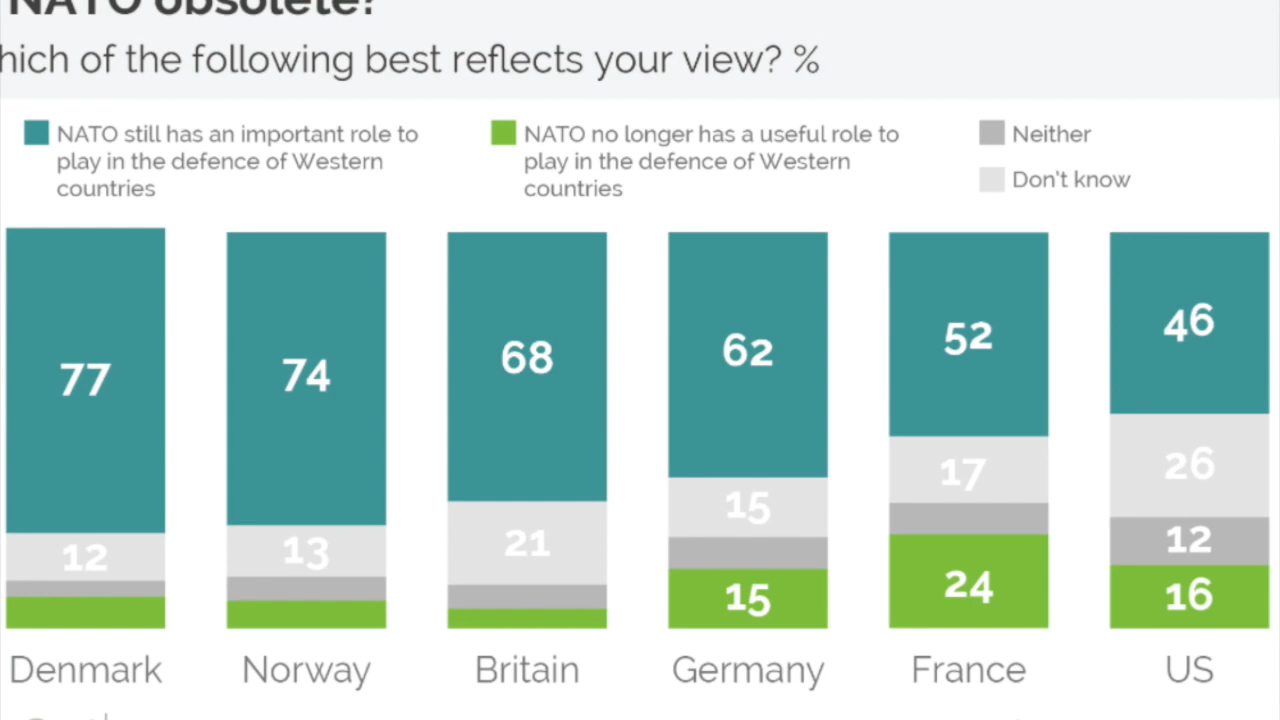 NATO obsolete?
hich of the following best reflects your view? %
NATO still has an important role to
play in the defence of Western
countries
NATO no longer has a useful role to
play in the defence of Western
countries
Neither
Don't know
77 74 68 62 52 46
12 13 21 15 17 26
12
15 24 16
Denmark Norway Britain Germany France US